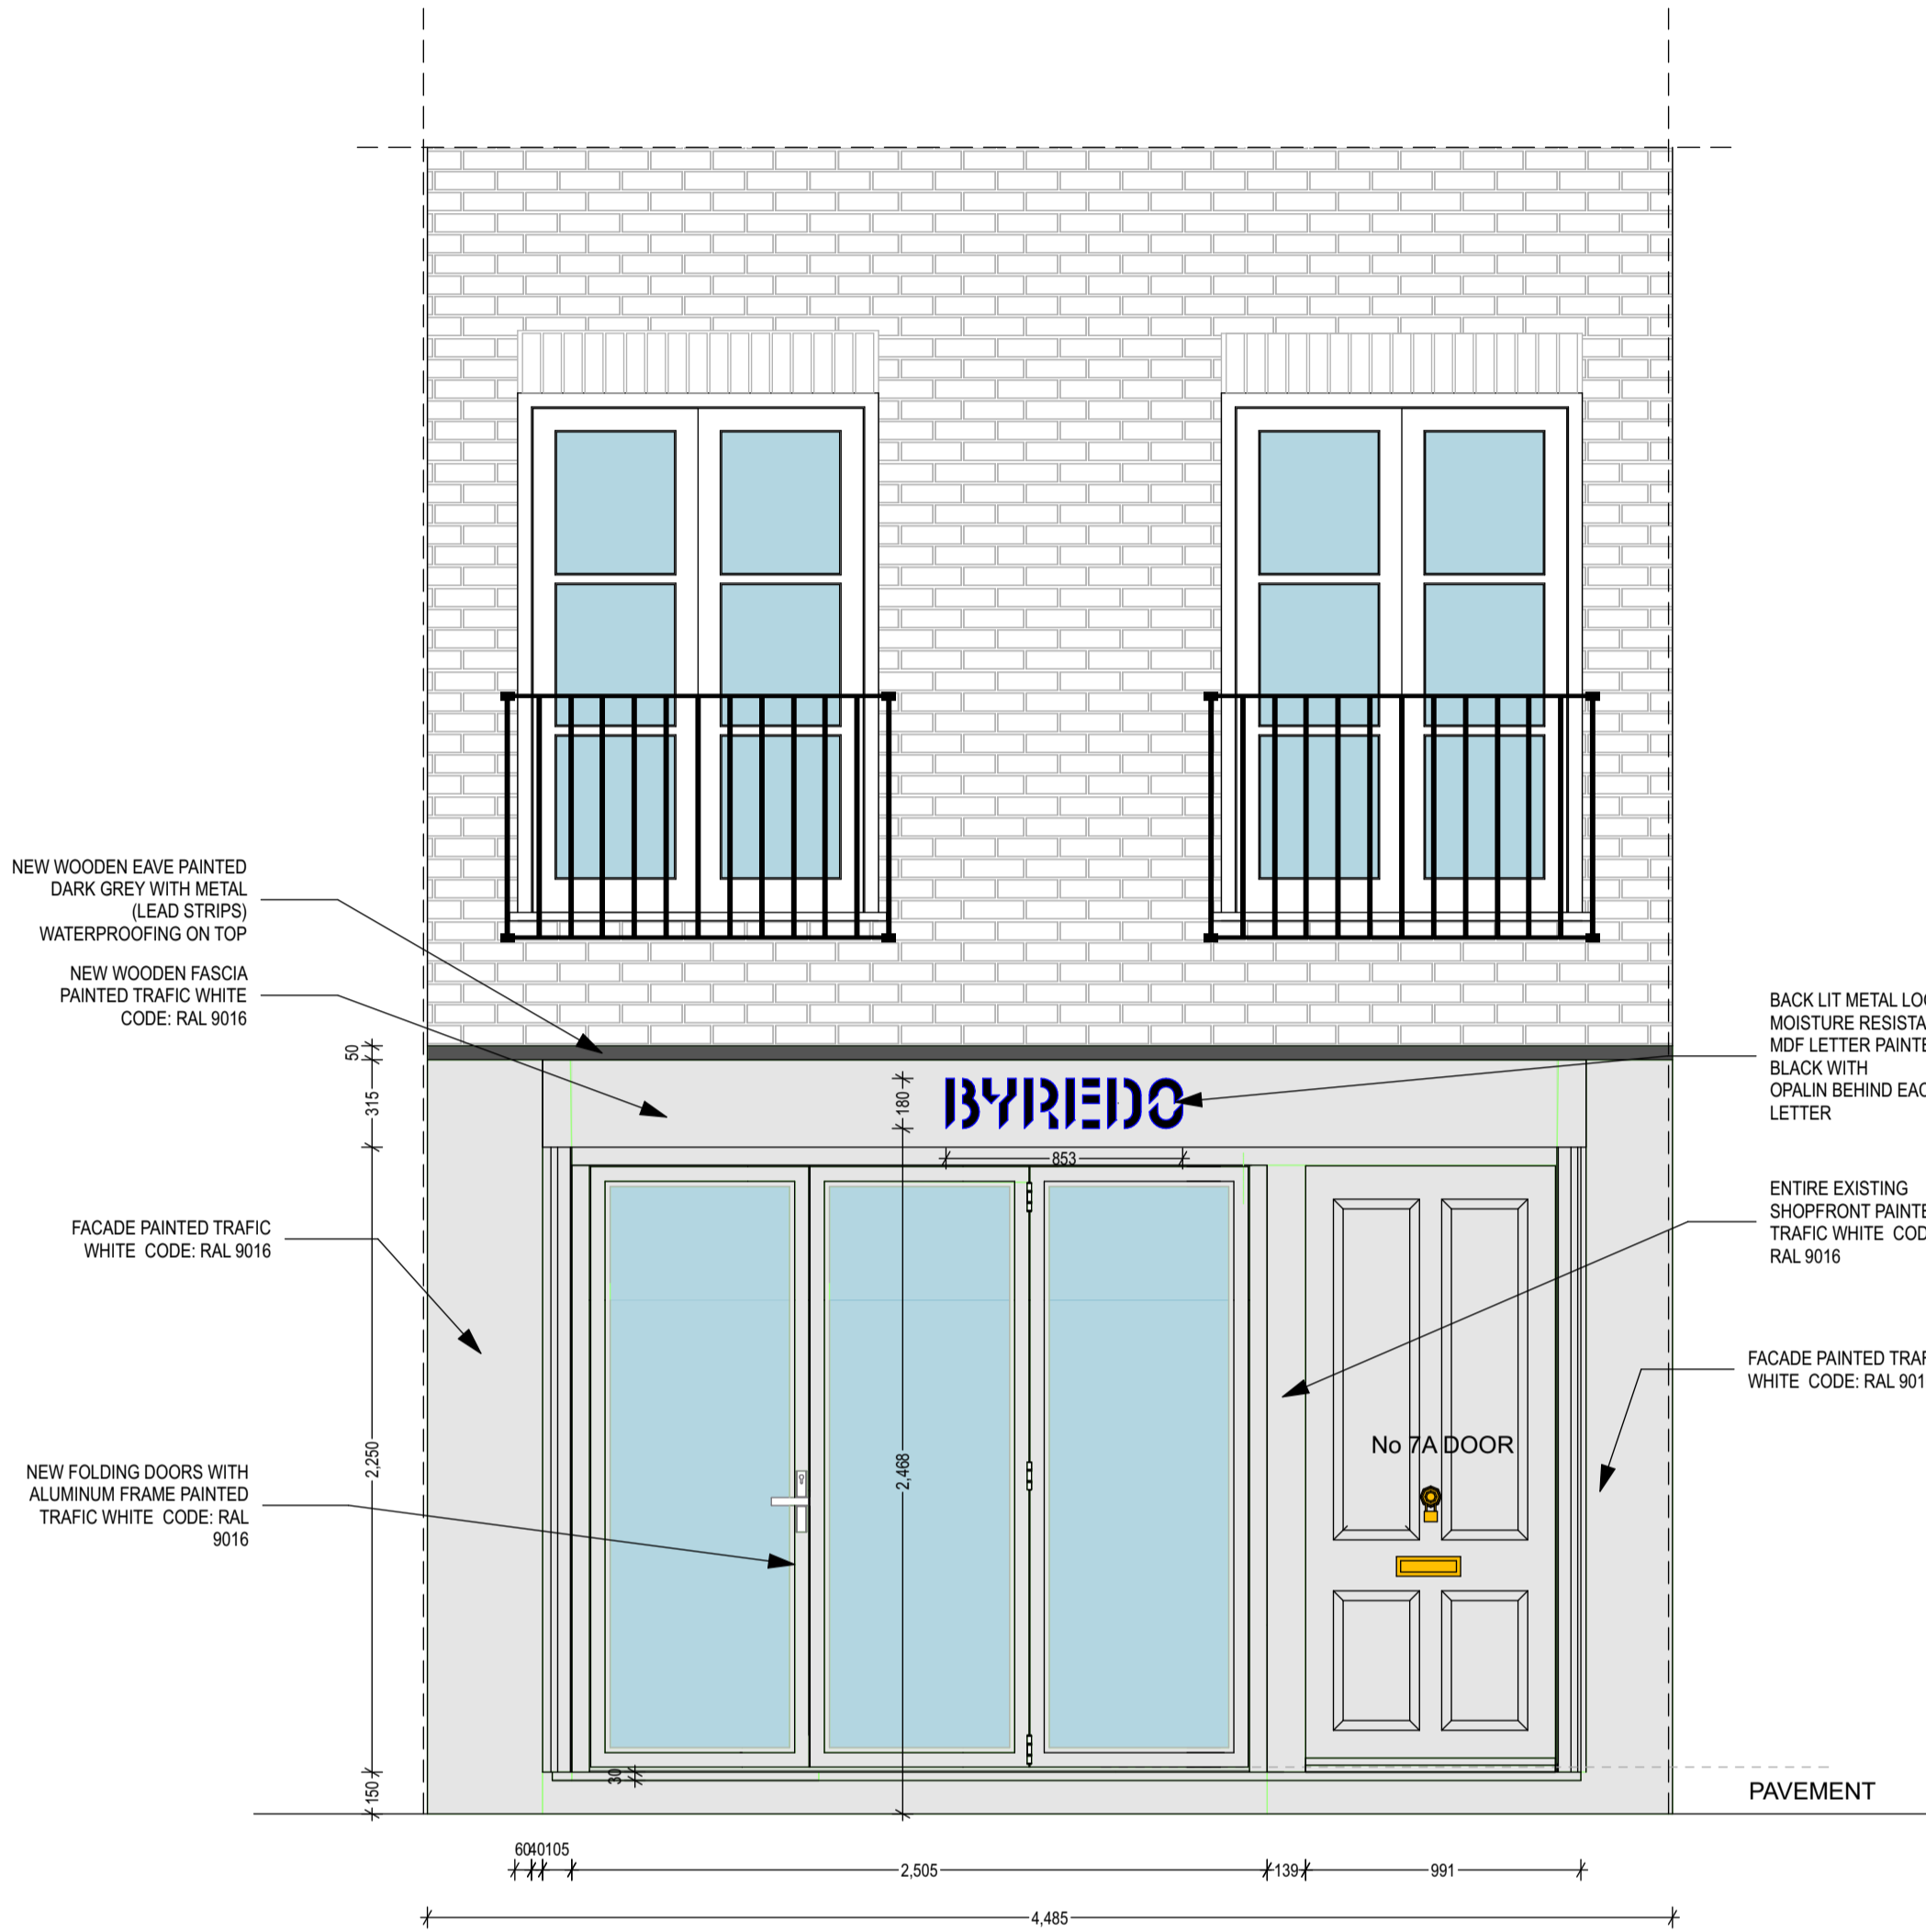 NEW WOODEN EAVE PAINTED
DARK GREY WITH METAL
(LEAD STRIPS)
WATERPROOFING ON TOP
NEW WOODEN FASCIA
PAINTED TRAFIC WHITE
CODE: RAL 9016
FACADE PAINTED TRAFIC
WHITE CODE: RAL 9016
NEW FOLDING DOORS WITH
ALUMINUM FRAME PAINTED
TRAFIC WHITE CODE: RAL
9016
50
315
2,250
150
BYREDO
180
853
2,468
30
No 7A DOOR
BACK LIT METAL LOG
MOISTURE RESISTA
MDF LETTER PAINTE
BLACK WITH
OPALIN BEHIND EAC
LETTER
ENTIRE EXISTING
SHOPFRONT PAINTE
TRAFIC WHITE COD
RAL 9016
FACADE PAINTED TRAF
WHITE CODE: RAL 901
PAVEMENT
60
40
105
2,505
139
991
4,485